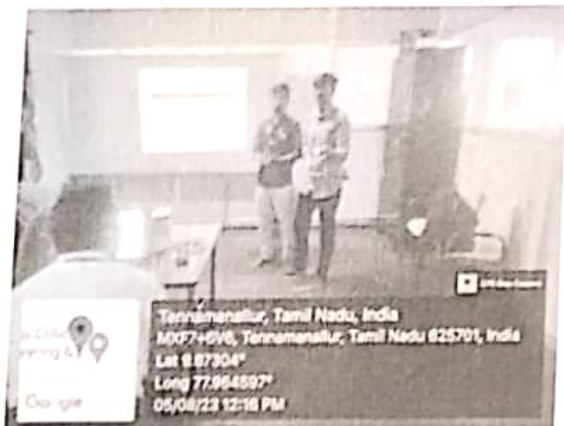 Tennamanallur, Tamil Nadu, India
MXF7+6V6, Tennamanallur, Tamil Nadu 625701, India
Lat 9.67304°
Long 77.964597°
05/08/23 12:16 PM
Google